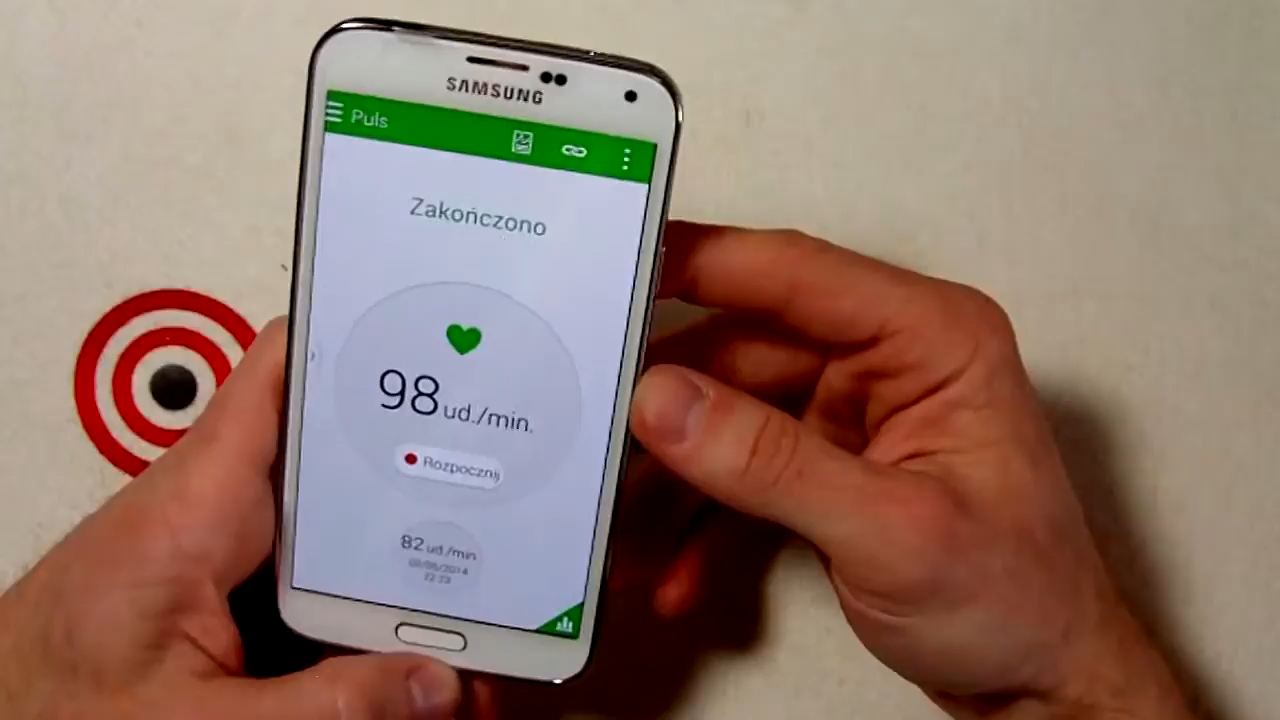 SAMSUNG
Puls
Zakończono
98 ud./min.
Rozpocznij
82 ud./min